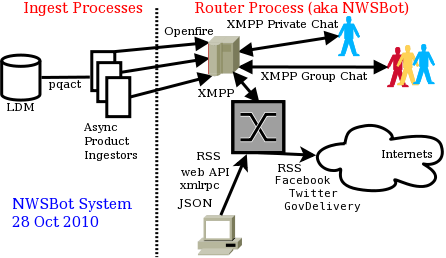 Ingest Processes
Router Process (aka NWSBot)
Openfire
XMPP Private Chat
pqact
LDM
XMPP Group Chat
XMPP
Async
Product
Ingestors
Internets
RSS
web API
xmlrpc
JSON
RSS
Facebook
Twitter
GovDelivery
NWSBot System
28 Oct 2010